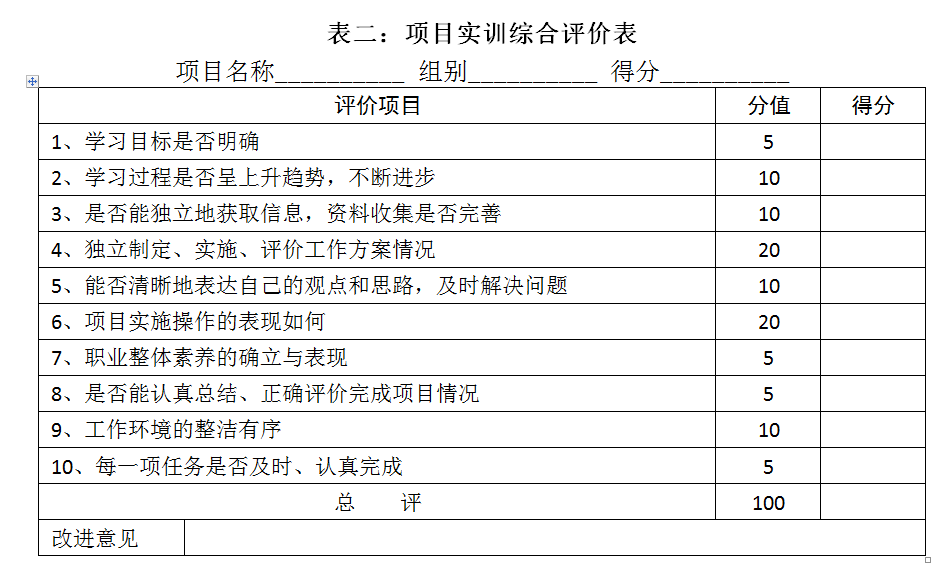 表二：项目实训综合评价表
项目名称__________ 组别__________ 得分__________
评价项目 分值 得分
1、学习目标是否明确 5
2、学习过程是否呈上升趋势，不断进步 10
3、是否能独立地获取信息，资料收集是否完善 10
4、独立制定、实施、评价工作方案情况 20
5、能否清晰地表达自己的观点和思路，及时解决问题 10
6、项目实施操作的表现如何 20
7、职业整体素养的确立与表现 5
8、是否能认真总结、正确评价完成项目情况 5
9、工作环境的整洁有序 10
10、每一项任务是否及时、认真完成 5
总 评 100
改进意见